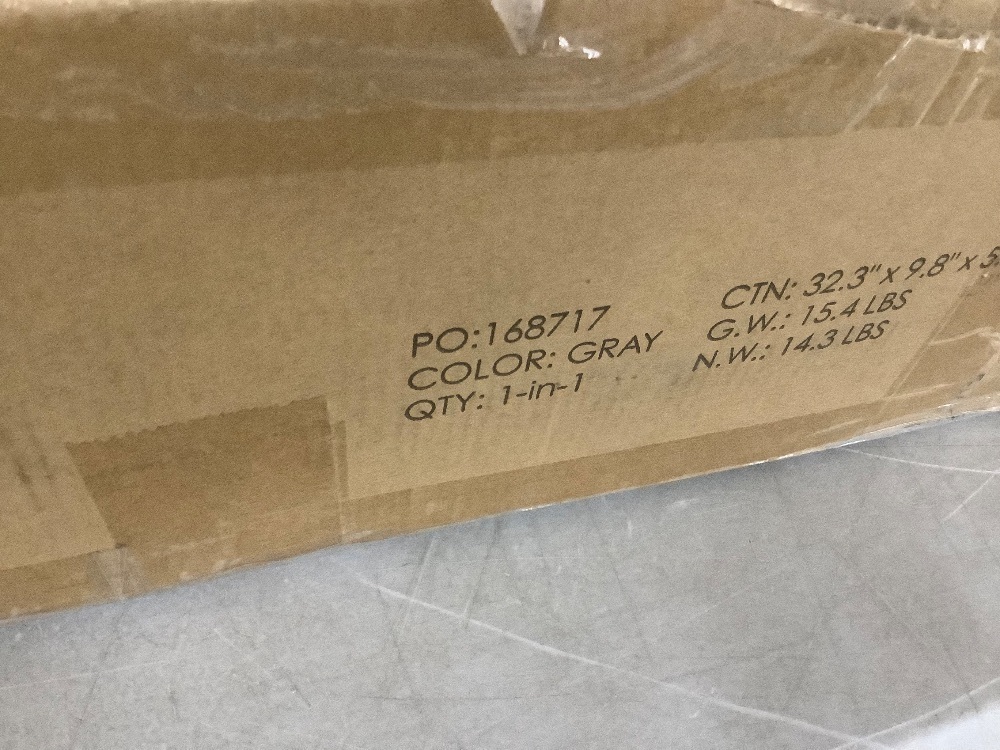 PO:168717
COLOR: GRAY
QTY: 1-in-1
CTN: 32.3"x 9.8"x 5
G.W.: 15.4 LBS
N.W.: 14.3 LBS